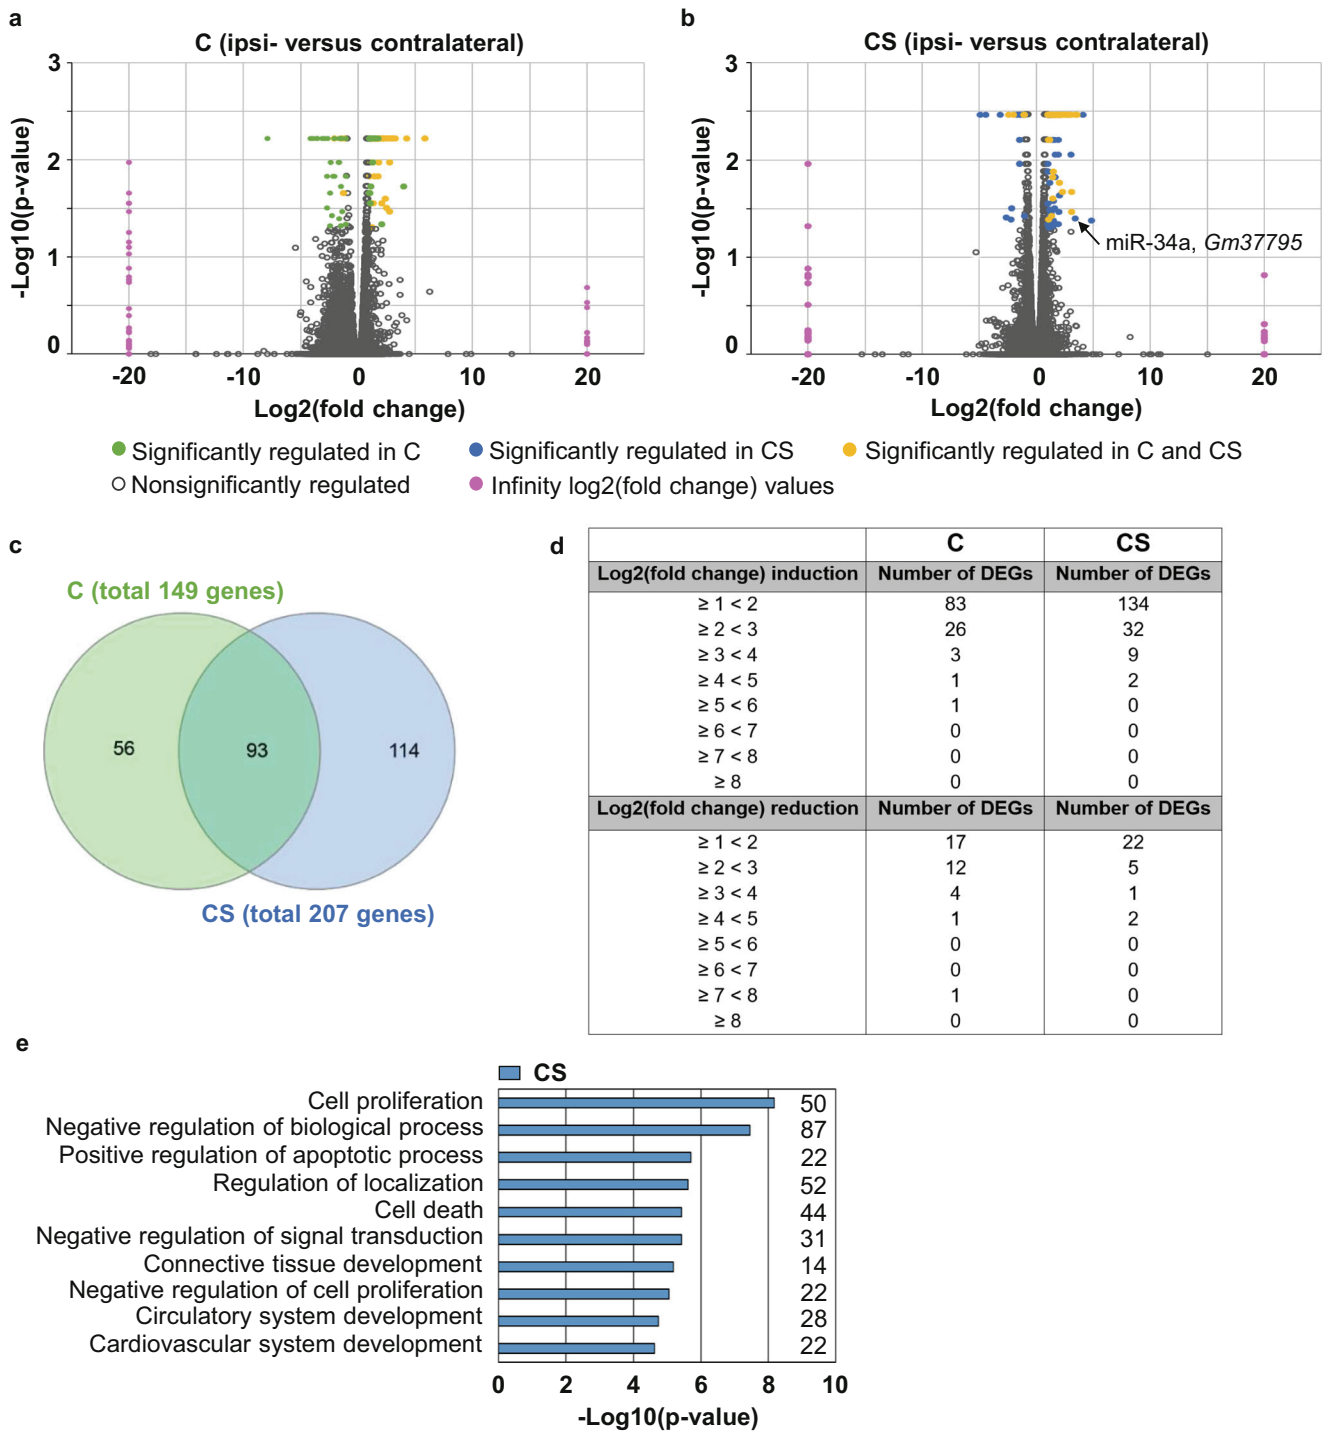 a
C (ipsi- versus contralateral)
3
2
1
0
-Log10(p-value)
-20 -10 0 10 20
Log2(fold change)
b
CS (ipsi- versus contralateral)
3
2
1
0
-Log10(p-value)
miR-34a, Gm37795
-20 -10 0 10 20
Log2(fold change)
Significantly regulated in C
Significantly regulated in CS
Significantly regulated in C and CS
Nonsignificantly regulated
Infinity log2(fold change) values
c
C (total 149 genes)
56 93 114
CS (total 207 genes)
d
C CS
Log2(fold change) induction Number of DEGs Number of DEGs
≥ 1 < 2 83 134
≥ 2 < 3 26 32
≥ 3 < 4 3 9
≥ 4 < 5 1 2
≥ 5 < 6 1 0
≥ 6 < 7 0 0
≥ 7 < 8 0 0
≥ 8 0 0
Log2(fold change) reduction Number of DEGs Number of DEGs
≥ 1 < 2 17 22
≥ 2 < 3 12 5
≥ 3 < 4 4 1
≥ 4 < 5 1 2
≥ 5 < 6 0 0
≥ 6 < 7 0 0
≥ 7 < 8 1 0
≥ 8 0 0
e
CS
Cell proliferation 50
Negative regulation of biological process 87
Positive regulation of apoptotic process 22
Regulation of localization 52
Cell death 44
Negative regulation of signal transduction 31
Connective tissue development 14
Negative regulation of cell proliferation 22
Circulatory system development 28
Cardiovascular system development 22
0 2 4 6 8 10
-Log10(p-value)